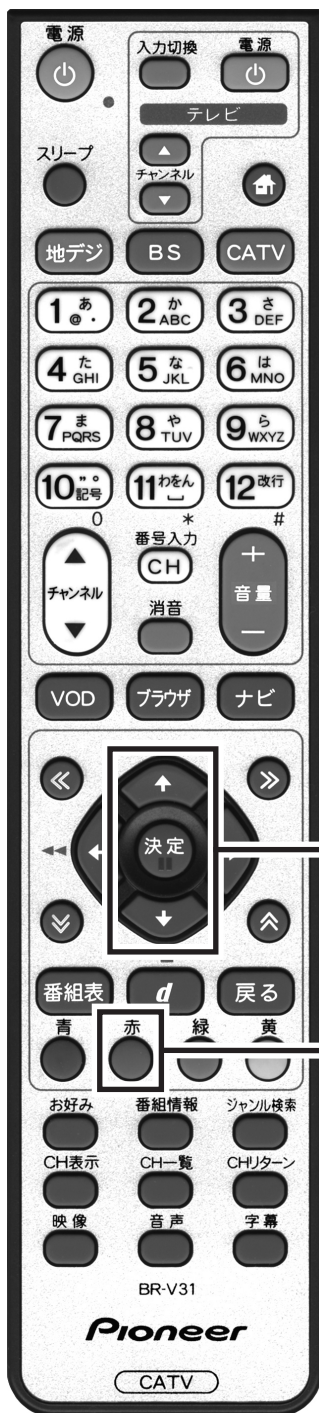 電源
入力切換 電源
テレビ
スリープ
チャンネル
地デジ BS CATV
1 あ @ . 2 か ABC 3 さ DEF
4 た GHI 5 な JKL 6 は MNO
7 ま PQRS 8 や TUV 9 ら WXYZ
10 ゛゜ 記号 11 わをん 12 改行
0 * #
番号入力
チャンネル CH + 音量 -
消音
VOD ブラウザ ナビ
決定
番組表 d 戻る
青 赤 緑 黄
お好み 番組情報 ジャンル検索
CH表示 CH一覧 CHリターン
映像 音声 字幕
BR-V31
Pioneer
CATV